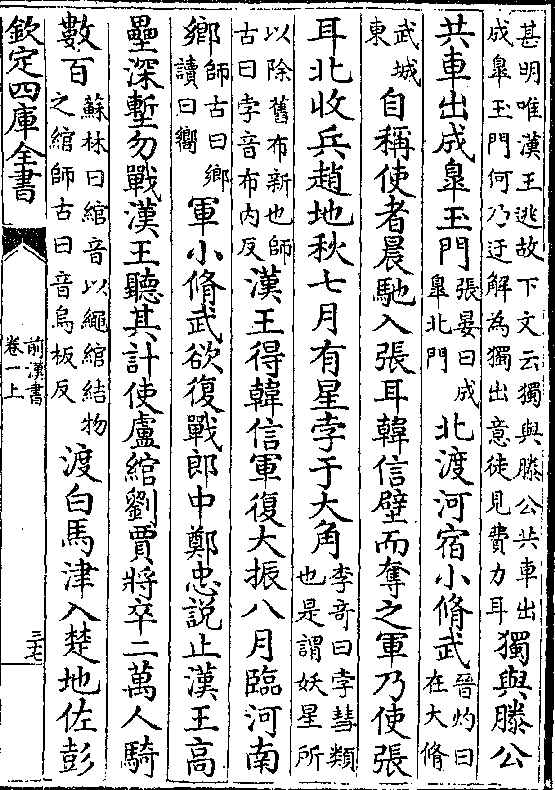 甚明唯漢王逃故下文云獨與滕公共車出
成臯玉門何乃迂解為獨出意徒見費力耳
獨與滕公
共車出成臯玉門
張晏曰成
臯北門
北渡河宿小脩武
晉灼曰
在大脩
武城
東
自稱使者晨馳入張耳韓信壁而奪之軍乃使張
耳北收兵趙地秋七月有星孛于大角
李竒曰孛彗類
也是謂妖星所
以除舊布新也師
古曰孛音布内反
漢王得韓信軍復大振八月臨河南
鄉
師古曰鄉
讀曰嚮
軍小脩武欲復戰郎中鄭忠説止漢王高
壘深塹勿戰漢王聽其計使盧綰劉賈將卒二萬人騎
數百
蘇林曰綰音以繩綰結物
之綰師古曰音烏板反
渡白馬津入楚地佐彭
欽定四庫全書
前漢書
卷一上
三七